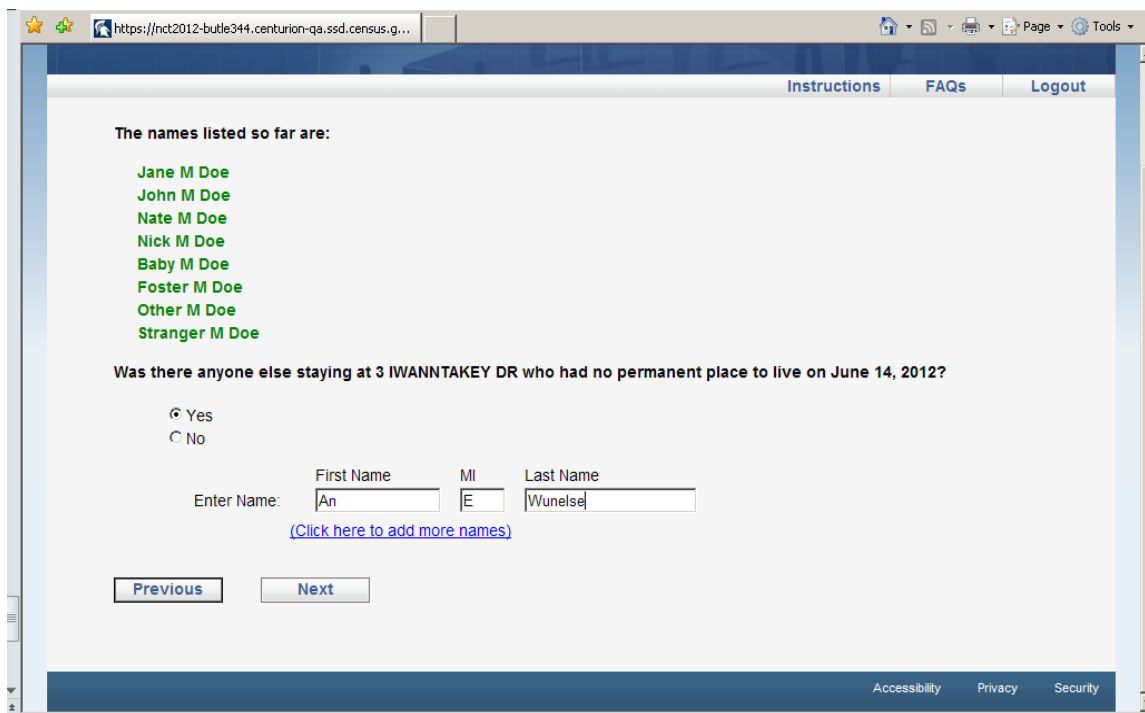 https://nct2012-butle344.centurion-qa.ssd.census.g...
Page
Tools
Instructions FAQs Logout
The names listed so far are:
Jane M Doe
John M Doe
Nate M Doe
Nick M Doe
Baby M Doe
Foster M Doe
Other M Doe
Stranger M Doe
Was there anyone else staying at 3 IWANNTAKEY DR who had no permanent place to live on June 14, 2012?
Yes
No
First Name MI Last Name
Enter Name: An E Wunelse
(Click here to add more names)
Previous Next
Accessibility Privacy Security